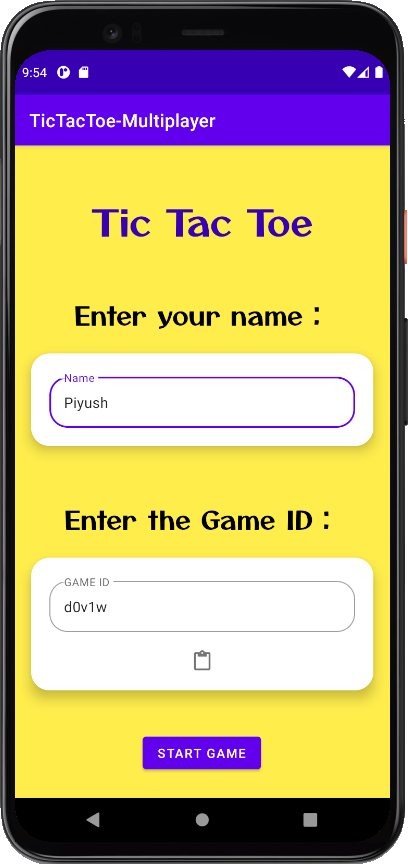 9:54
TicTacToe-Multiplayer
Tic Tac Toe
Enter your name :
Name
Piyush
Enter the Game ID :
GAME ID
d0v1w
START GAME